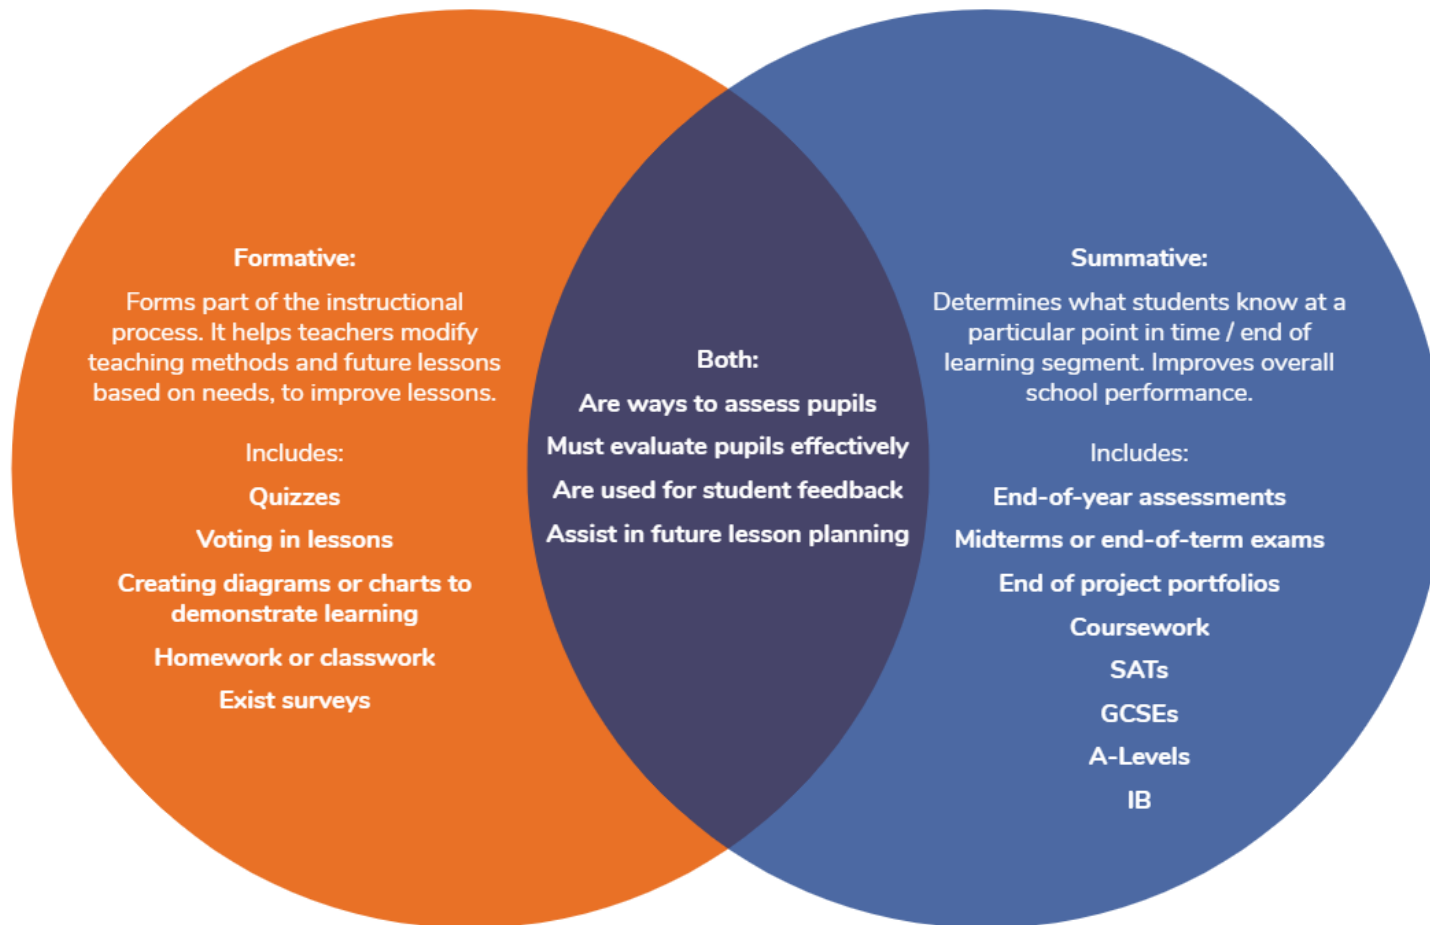 Formative:
Forms part of the instructional
process. It helps teachers modify
teaching methods and future lessons
based on needs, to improve lessons.
Includes:
Quizzes
Voting in lessons
Creating diagrams or charts to
demonstrate learning
Homework or classwork
Exist surveys
Both:
Are ways to assess pupils
Must evaluate pupils effectively
Are used for student feedback
Assist in future lesson planning
Summative:
Determines what students know at a
particular point in time / end of
learning segment. Improves overall
school performance.
Includes:
End-of-year assessments
Midterms or end-of-term exams
End of project portfolios
Coursework
SATs
GCSEs
A-Levels
IB